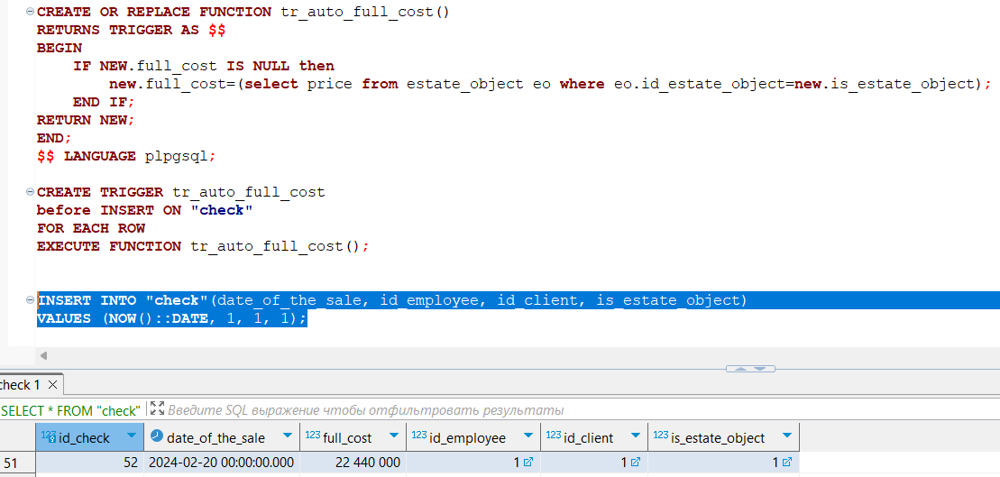 CREATE OR REPLACE FUNCTION tr_auto_full_cost()
RETURNS TRIGGER AS $$
BEGIN
    IF NEW.full_cost IS NULL then
        new.full_cost=(select price from estate_object eo where eo.id_estate_object=new.is_estate_object);
    END IF;
RETURN NEW;
END;
$$ LANGUAGE plpgsql;
CREATE TRIGGER tr_auto_full_cost
before INSERT ON "check"
FOR EACH ROW
EXECUTE FUNCTION tr_auto_full_cost();
INSERT INTO "check"(date_of_the_sale, id_employee, id_client, is_estate_object)
VALUES (NOW()::DATE, 1, 1, 1);
check 1
SELECT * FROM "check" Введите SQL выражение чтобы отфильтровать результаты
123 id_check date_of_the_sale 123 full_cost 123 id_employee 123 id_client 123 is_estate_object
51 52 2024-02-20 00:00:00.000 22 440 000 1 1 1